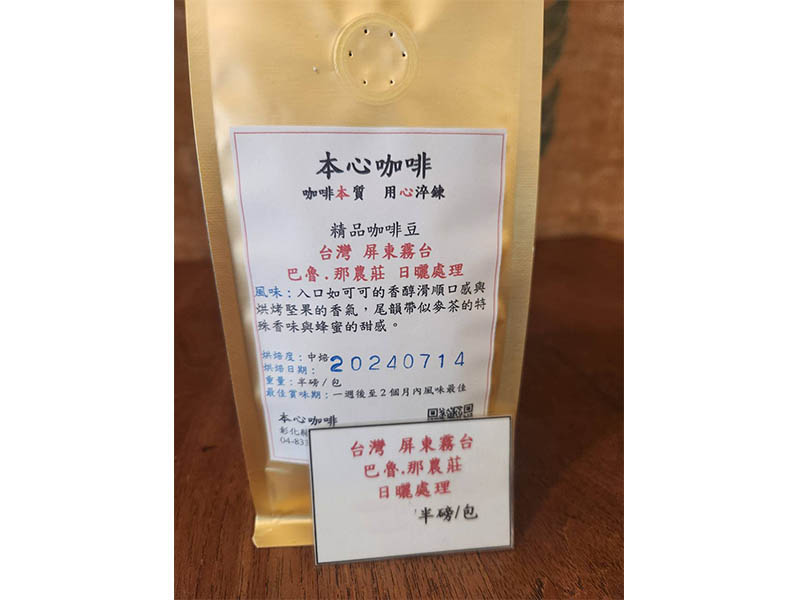 本心咖啡
咖啡本質 用心淬鍊
精品咖啡豆
台灣 屏東霧台
巴魯.那農莊 日曬處理
風味：入口如可可的香醇滑順口感與
烘烤堅果的香氣，尾韻帶似麥茶的特
殊香味與蜂蜜的甜感。
烘焙度：中焙
烘焙日期： 20240714
重量：半磅/包
最佳賞味期：一週後至2個月內風味最佳
本心咖啡
彰化縣
04-83
台灣 屏東霧台
巴魯.那農莊
日曬處理
半磅/包